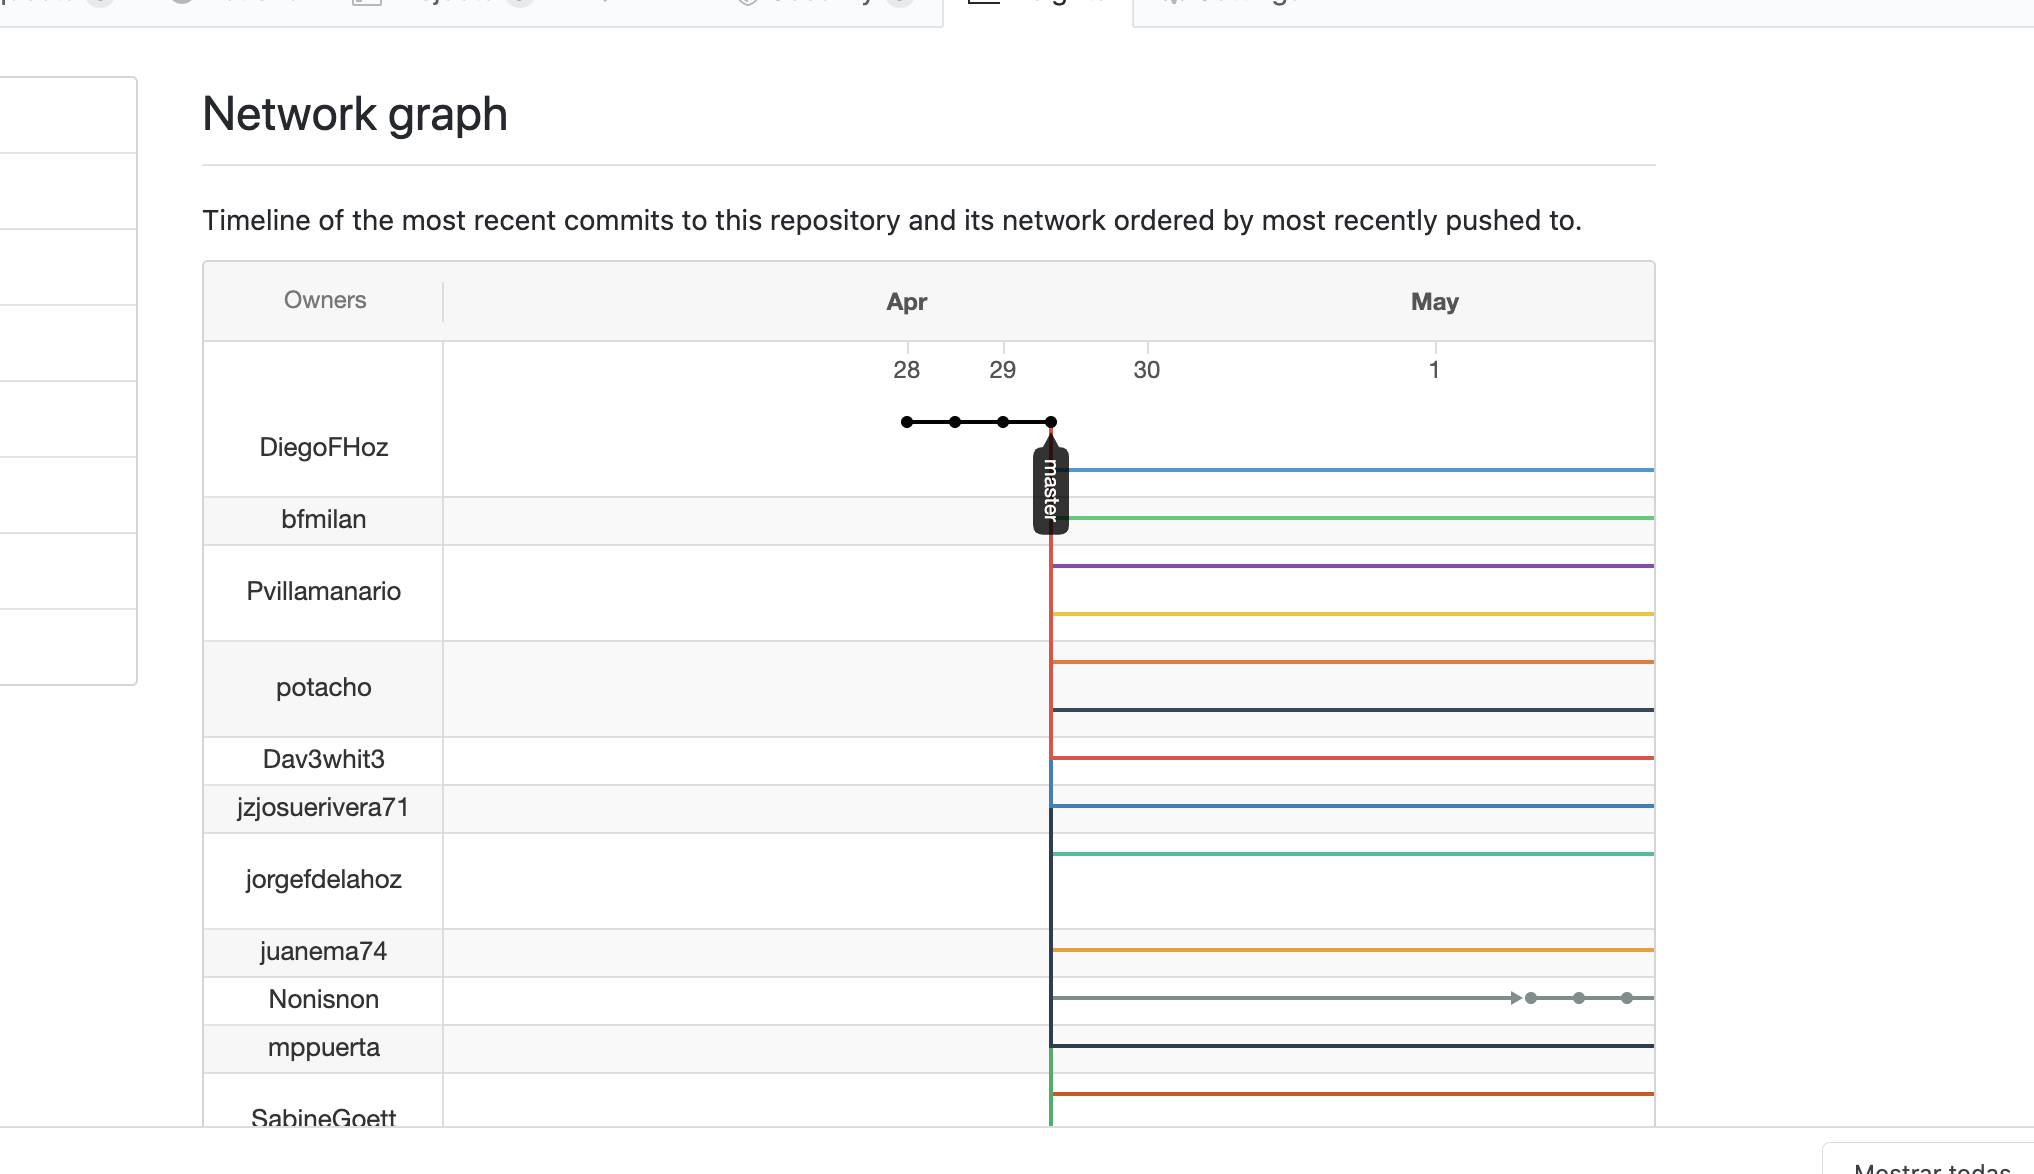 Network graph
Timeline of the most recent commits to this repository and its network ordered by most recently pushed to.
Owners
Apr
May
28
29
30
1
DiegoFHoz
master
bfmilan
Pvillamanario
potacho
Dav3whit3
jzjosuerivera71
jorgefdelahoz
juanema74
Nonisnon
mppuerta
SabineGoett
Mostrar todas